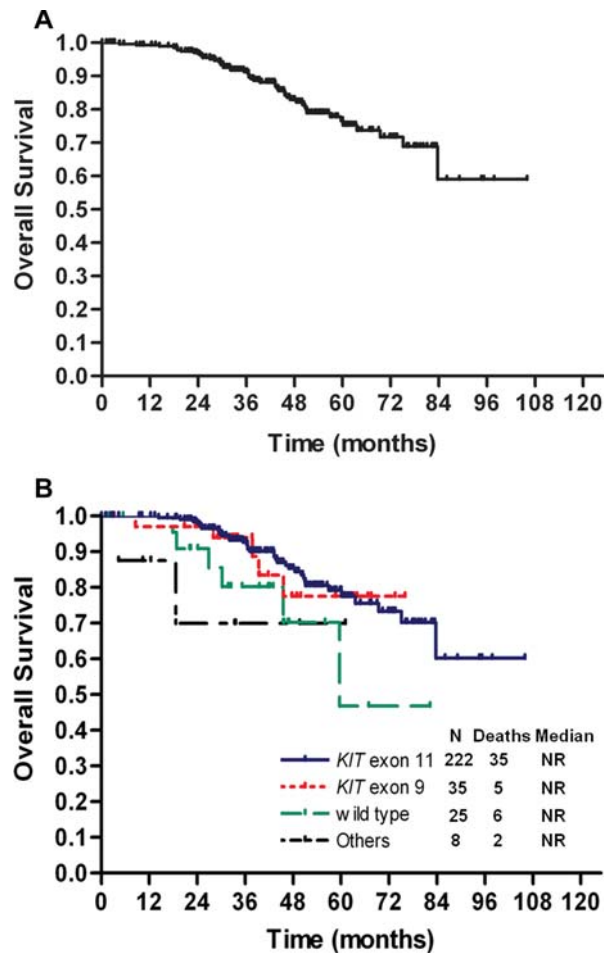 A
Overall Survival
1.0
0.9
0.8
0.7
0.6
0.5
0.4
0.3
0.2
0.1
0.0
0 12 24 36 48 60 72 84 96 108 120
Time (months)
B
Overall Survival
1.0
0.9
0.8
0.7
0.6
0.5
0.4
0.3
0.2
0.1
0.0
N Deaths Median
KIT exon 11 222 35 NR
KIT exon 9 35 5 NR
wild type 25 6 NR
Others 8 2 NR
0 12 24 36 48 60 72 84 96 108 120
Time (months)